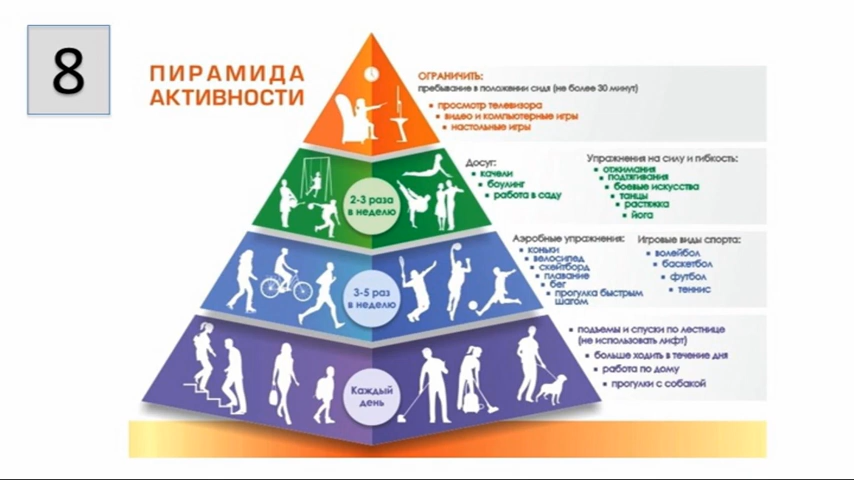 8
ПИРАМИДА
АКТИВНОСТИ
ОГРАНИЧИТЬ:
пребывание в положении сидя (не более 30 минут)
• просмотр телевизора
• видео и компьютерные игры
• настольные игры
2-3 раза
в неделю
Досуг:
• качели
• боулинг
• работа в саду
Упражнения на силу и гибкость:
• отжимания
• подтягивания
• боевые искусства
• танцы
• растяжка
• йога
3-5 раз
в неделю
Аэробные упражнения:
• коньки
• велосипед
• скейтборд
• плавание
• бег
• прогулка быстрым
шагом
Игровые виды спорта:
• волейбол
• баскетбол
• футбол
• теннис
Каждый
день
• подъемы и спуски по лестнице
(не использовать лифт)
• больше ходить в течение дня
• работа по дому
• прогулки с собакой